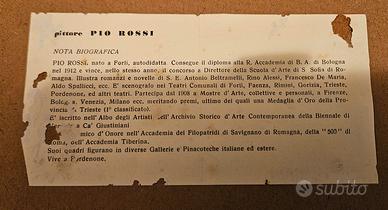 pittore PIO ROSSI
NOTA BIOGRAFICA
PIO ROSSI, nato a Forlì, autodidatta Consegue il diploma alla R. Accademia di B. A. di Bologna
nel 1912 e vince, nello stesso anno, il concorso a Direttore della Scuola d'Arte di S. Sofia di Ro-
magna. Illustra romanzi e novelle di S. E. Antonio Beltramelli, Rino Alessi, Francesco De Maria,
Aldo Spallicci, ecc. E' scenografo nei Teatri Comunali di Forlì, Faenza, Rimini, Gorizia, Trieste,
Pordenone, ed altri teatri. Partecipa dal 1908 a Mostre d'Arte, collettive e personali, a Firenze,
Bologna, Venezia, Milano ecc. meritando premi, ultimo dei quali una Medaglia d'Oro della Pro-
Trieste (1° classificato).
E' iscritto nell'Albo degli Artisti dell'Archivio Storico d'Arte Contemporanea della Biennale di
a Ca' Giustiniani
mico d'Onore nell'Accademia dei Filopatridi di Savignano di Romagna, della "500" di
oma, dell'Accademia Tiberina.
Suoi quadri figurano in diverse Gallerie e Pinacoteche italiane ed estere.
Vive a Pordenone.
subito